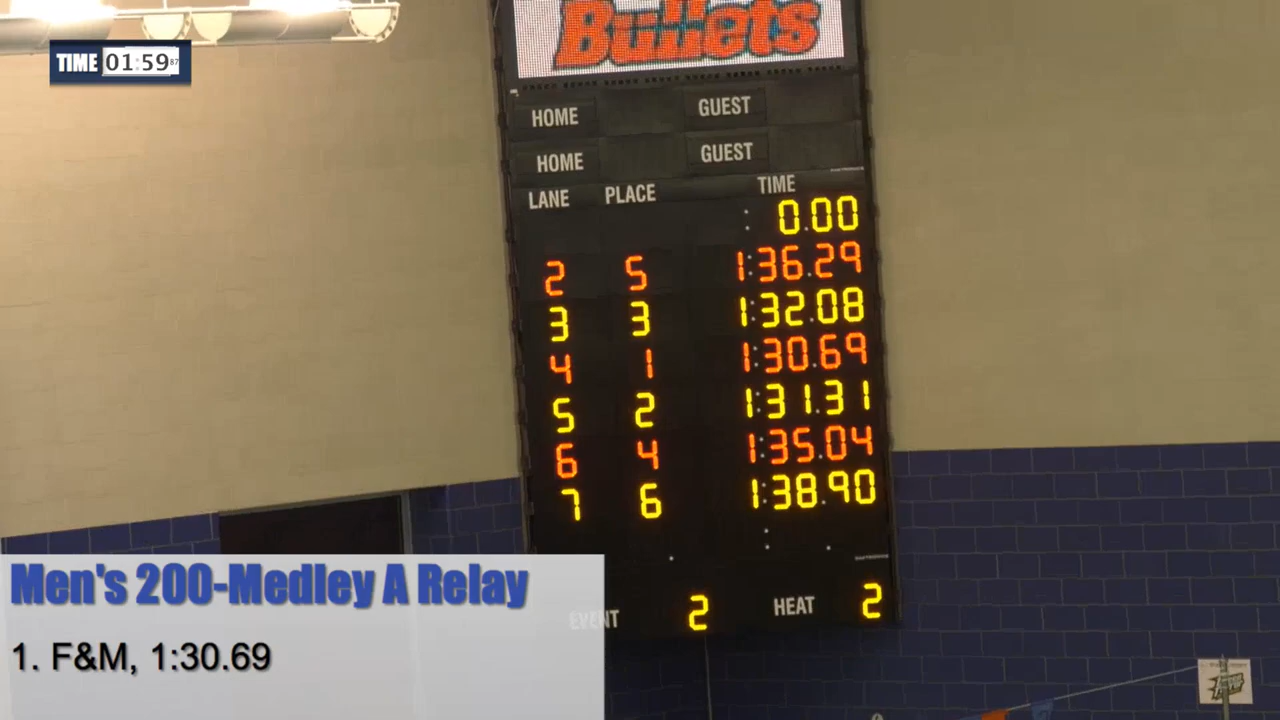 Bullets
TIME 01:59 87
HOME GUEST
HOME GUEST
LANE PLACE TIME
: 0.00
2 5 1:36.29
3 3 1:32.08
4 1 1:30.69
5 2 1:31.31
6 4 1:35.04
7 6 1:38.90
EVENT 2 HEAT 2
Men's 200-Medley A Relay
1. F&M, 1:30.69